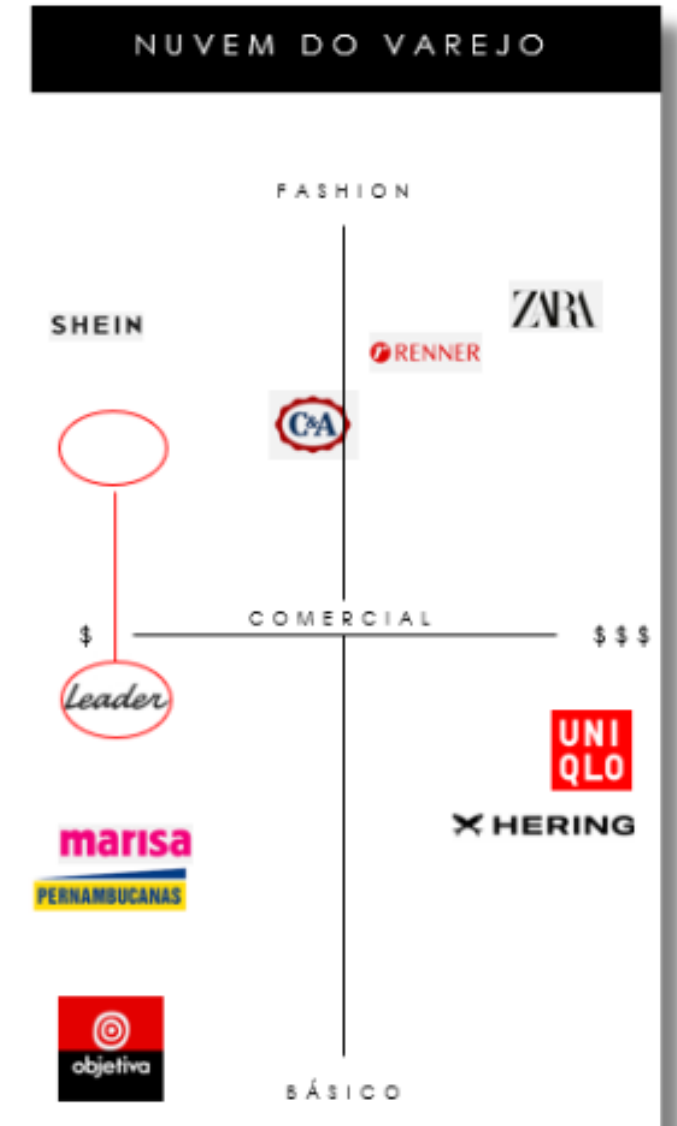 NUVEM DO VAREJO
FASHION
ZARA
SHEIN
RENNER
C&A
COMERCIAL
$
$$$
Leader
UNI
QLO
HERING
marisa
PERNAMBUCANAS
objetiva
BÁSICO